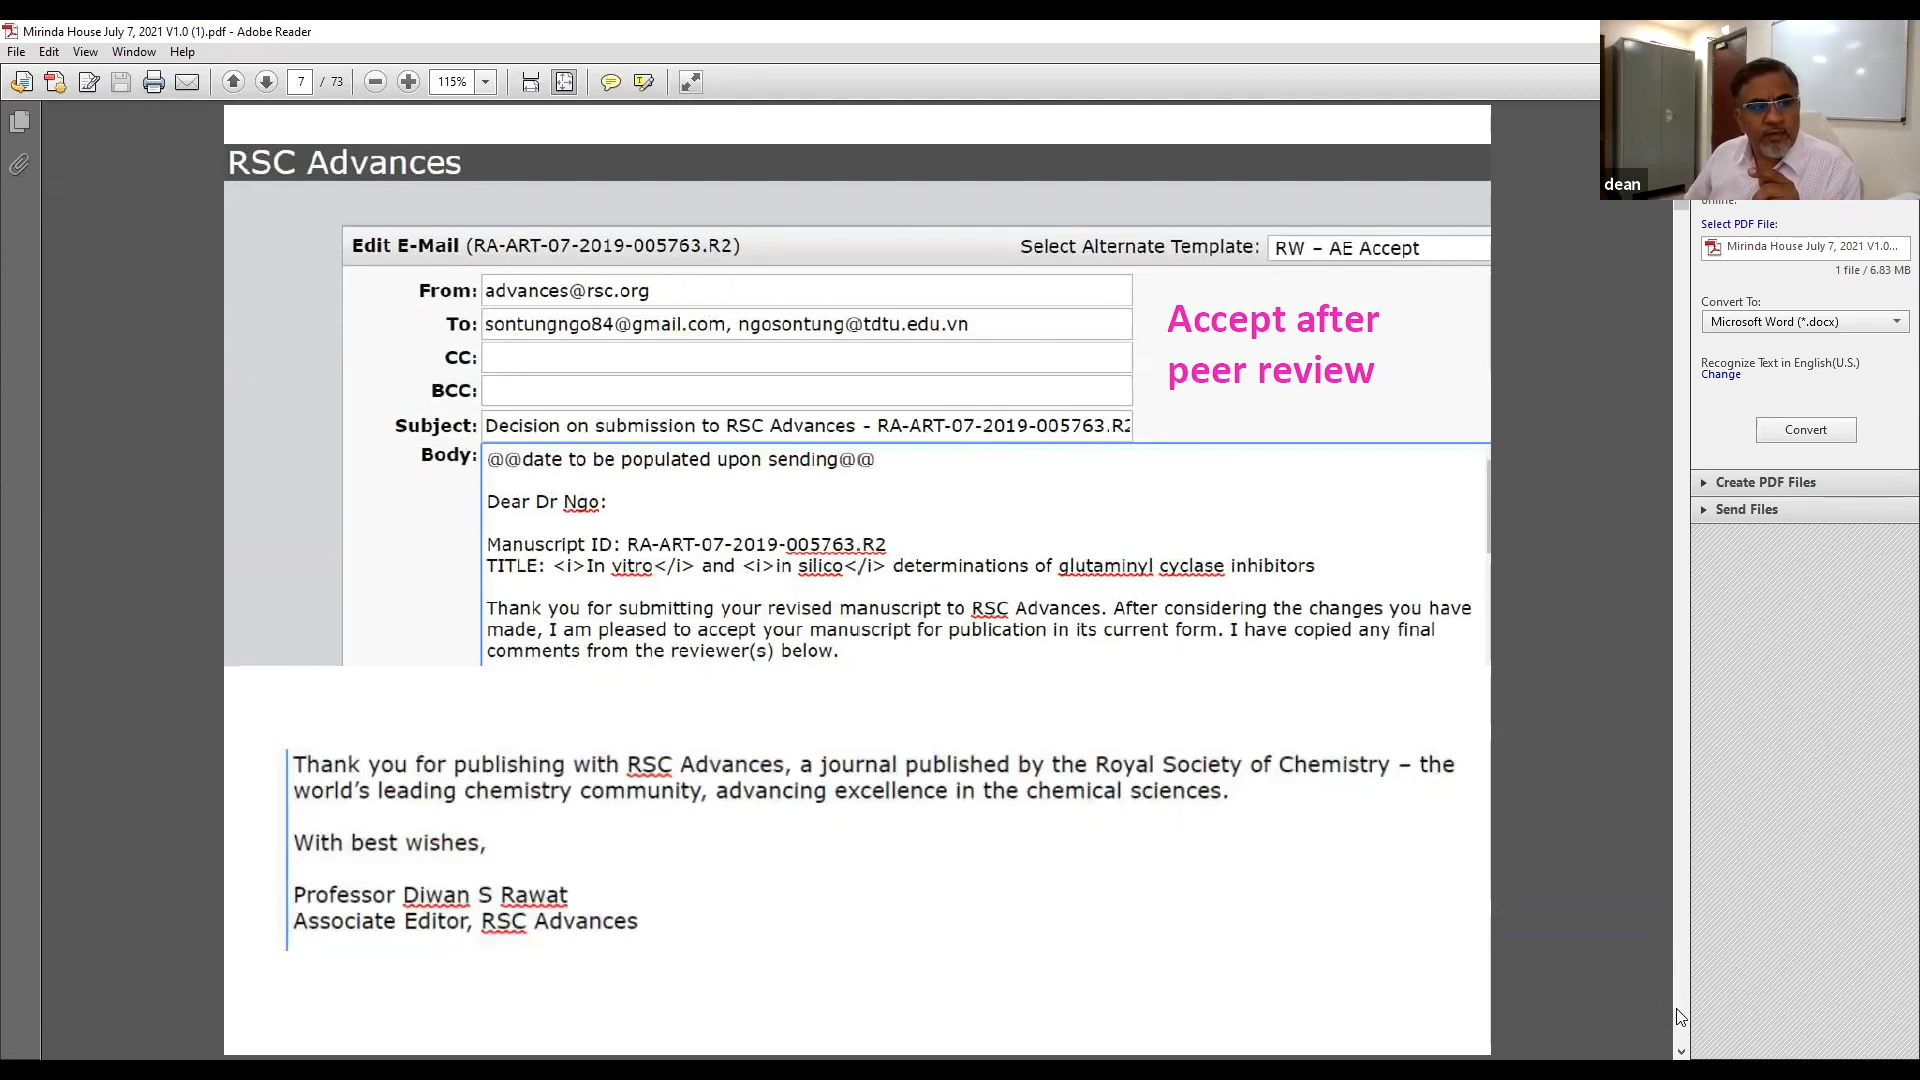 Mirinda House July 7, 2021 V1.0 (1).pdf - Adobe Reader
File Edit View Window Help
7 / 73 115%
dean
RSC Advances
Edit E-Mail (RA-ART-07-2019-005763.R2) Select Alternate Template: RW – AE Accept
From: advances@rsc.org
To: sontungngo84@gmail.com, ngosontung@tdtu.edu.vn
CC:
BCC:
Accept after
peer review
Subject: Decision on submission to RSC Advances - RA-ART-07-2019-005763.R2
Body: @@date to be populated upon sending@@
Dear Dr Ngo:
Manuscript ID: RA-ART-07-2019-005763.R2
TITLE: <i>In vitro</i> and <i>in silico</i> determinations of glutaminyl cyclase inhibitors
Thank you for submitting your revised manuscript to RSC Advances. After considering the changes you have
made, I am pleased to accept your manuscript for publication in its current form. I have copied any final
comments from the reviewer(s) below.
Thank you for publishing with RSC Advances, a journal published by the Royal Society of Chemistry – the
world’s leading chemistry community, advancing excellence in the chemical sciences.
With best wishes,
Professor Diwan S Rawat
Associate Editor, RSC Advances
online.
Select PDF File:
Mirinda House July 7, 2021 V1.0...
1 file / 6.83 MB
Convert To:
Microsoft Word (*.docx)
Recognize Text in English(U.S.)
Change
Convert
Create PDF Files
Send Files